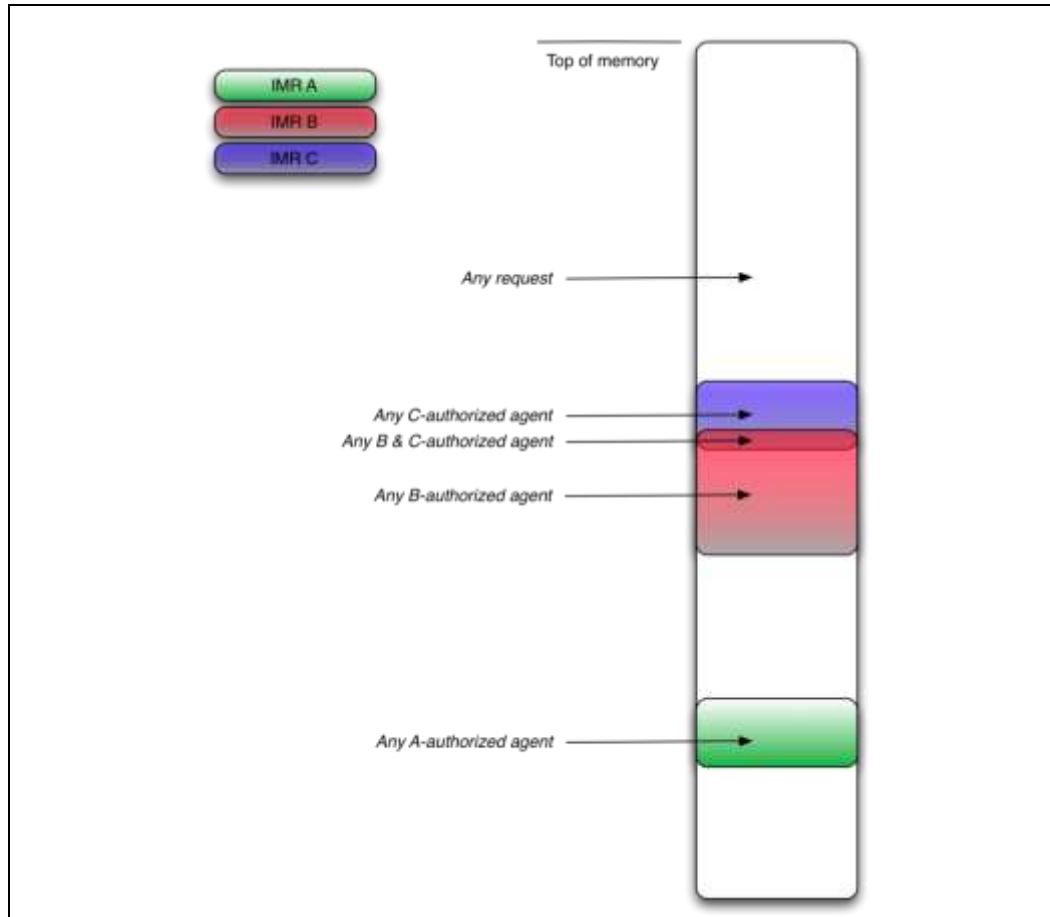 Top of memory
IMR A
IMR B
IMR C
Any request
Any C-authorized agent
Any B & C-authorized agent
Any B-authorized agent
Any A-authorized agent